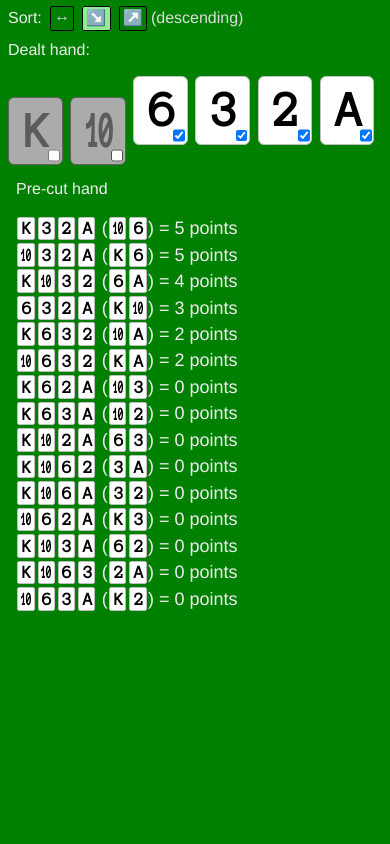 Sort: ↔ ↘ ↗ (descending)
Dealt hand:
K 10 6 3 2 A
Pre-cut hand
K 3 2 A (10 6) = 5 points
10 3 2 A (K 6) = 5 points
K 10 3 2 (6 A) = 4 points
6 3 2 A (K 10) = 3 points
K 6 3 2 (10 A) = 2 points
10 6 3 2 (K A) = 2 points
K 6 2 A (10 3) = 0 points
K 6 3 A (10 2) = 0 points
K 10 2 A (6 3) = 0 points
K 10 6 2 (3 A) = 0 points
K 10 6 A (3 2) = 0 points
10 6 2 A (K 3) = 0 points
K 10 3 A (6 2) = 0 points
K 10 6 3 (2 A) = 0 points
10 6 3 A (K 2) = 0 points